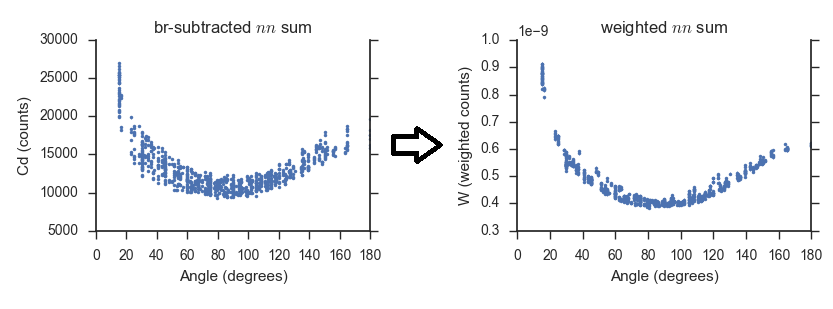 br-subtracted nn sum
30000
25000
20000
15000
10000
5000
Cd (counts)
0 20 40 60 80 100 120 140 160 180
Angle (degrees)
weighted nn sum
1e−9
1.0
0.9
0.8
0.7
0.6
0.5
0.4
0.3
W (weighted counts)
0 20 40 60 80 100 120 140 160 180
Angle (degrees)